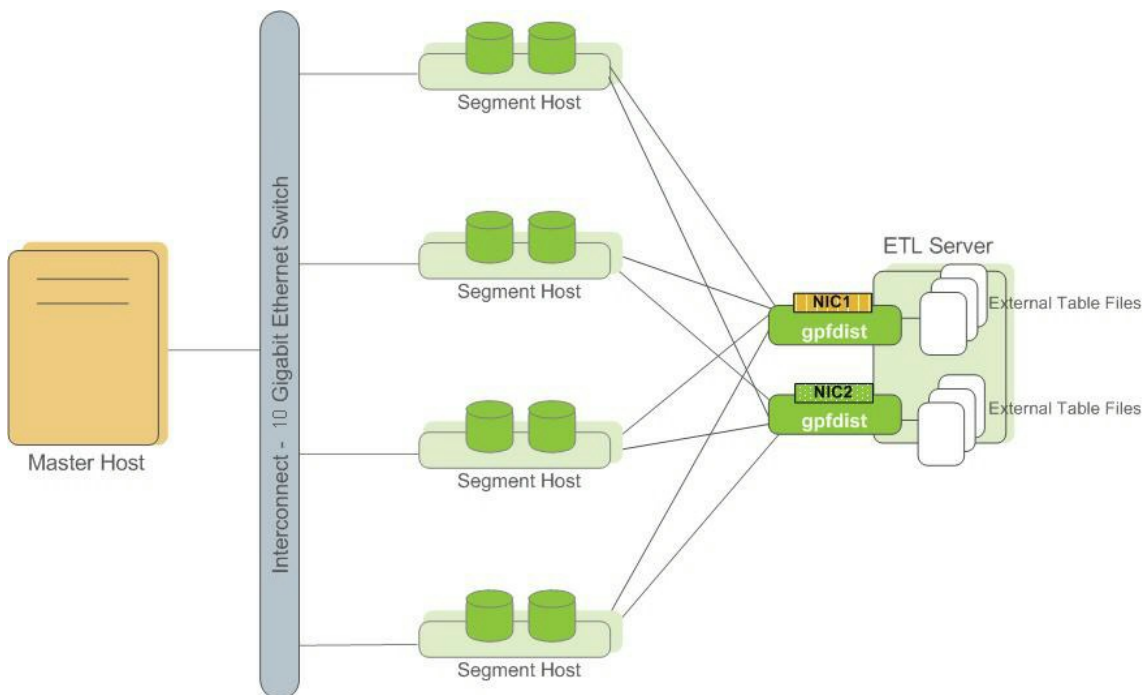 Master Host
Interconnect - 10 Gigabit Ethernet Switch
Segment Host
Segment Host
Segment Host
Segment Host
ETL Server
NIC1
gpfdist
External Table Files
NIC2
gpfdist
External Table Files